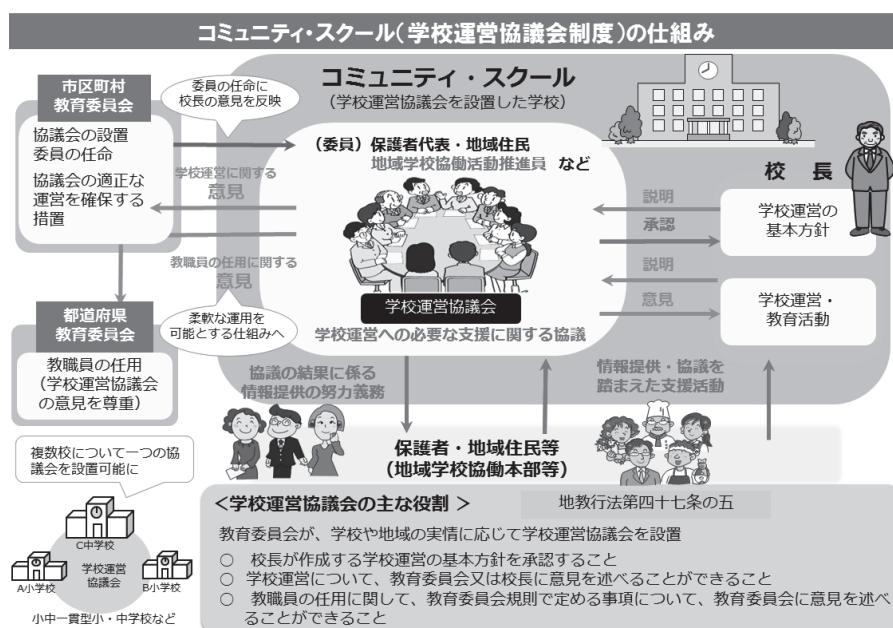 コミュニティ・スクール(学校運営協議会制度)の仕組み
市区町村
教育委員会
協議会の設置
委員の任命
協議会の適正な
運営を確保する
措置
委員の任命に
校長の意見を反映
コミュニティ・スクール
(学校運営協議会を設置した学校)
(委員)保護者代表・地域住民
地域学校協働活動推進員 など
学校運営に関する
意見
教職員の任用に関する
意見
柔軟な運用を
可能とする仕組みへ
学校運営協議会
学校運営への必要な支援に関する協議
校 長
説明
承認
学校運営の
基本方針
説明
意見
学校運営・
教育活動
都道府県
教育委員会
教職員の任用
(学校運営協議会
の意見を尊重)
協議の結果に係る
情報提供の努力義務
情報提供・協議を
踏まえた支援活動
保護者・地域住民等
(地域学校協働本部等)
複数校について一つの協
議会を設置可能に
C中学校
学校運営
協議会
A小学校
B小学校
小中一貫型小・中学校など
<学校運営協議会の主な役割 >
地教行法第四十七条の五
教育委員会が、学校や地域の実情に応じて学校運営協議会を設置
○ 校長が作成する学校運営の基本方針を承認すること
○ 学校運営について、教育委員会又は校長に意見を述べることができること
○ 教職員の任用に関して、教育委員会規則で定める事項について、教育委員会に意見を述べ
ることができること